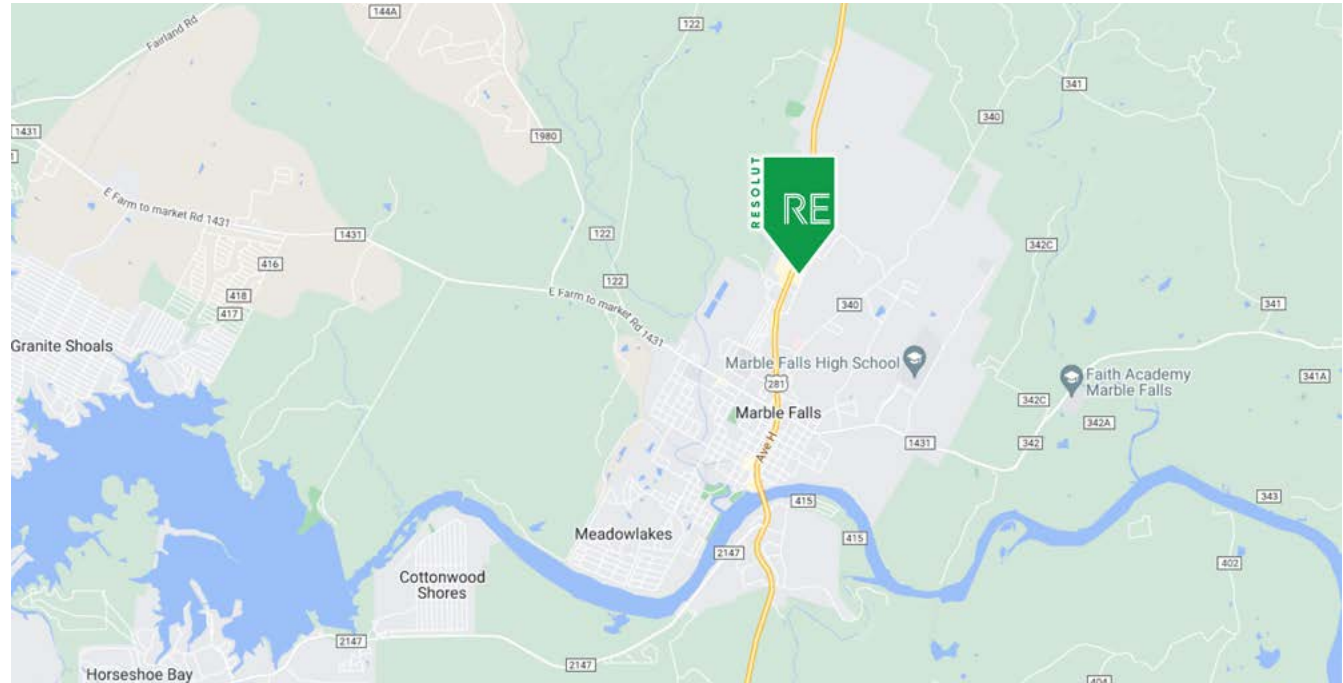 144A
Fairland Rd
122
341
1431
340
1980
E Farm to market Rd 1431
RESOLUT
RE
1431
122
342C
416
122
418
E Farm to market Rd 1431
340
341
417
Granite Shoals
Marble Falls High School
Faith Academy
Marble Falls
341A
281
342C
Marble Falls
342A
Ave H
1431
342
415
343
Meadowlakes
415
2147
402
Cottonwood
Shores
2147
2147
Horseshoe Bay
404